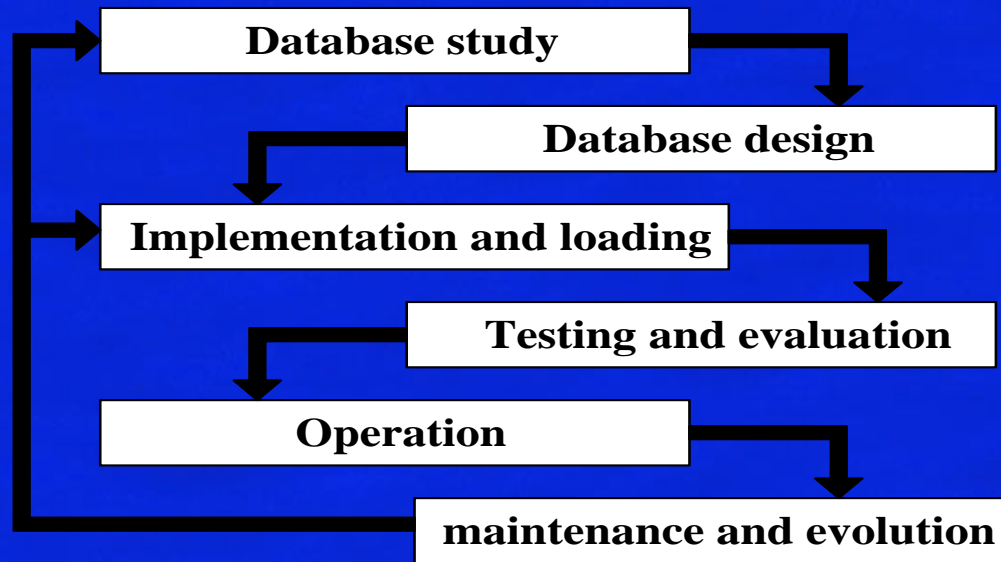 Database study
Database design
Implementation and loading
Testing and evaluation
Operation
maintenance and evolution